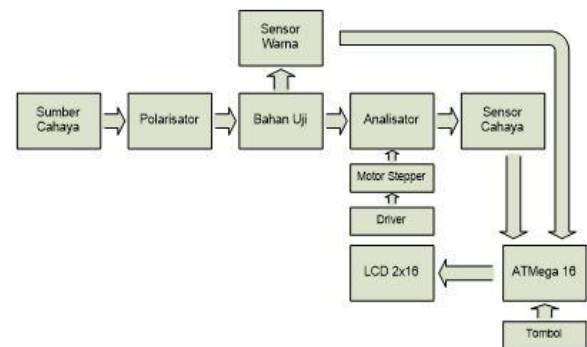 Sensor
Warna
Sumber
Cahaya
Polarisator
Bahan Uji
Analisator
Sensor
Cahaya
Motor Stepper
Driver
LCD 2x16
ATMega 16
Tombol